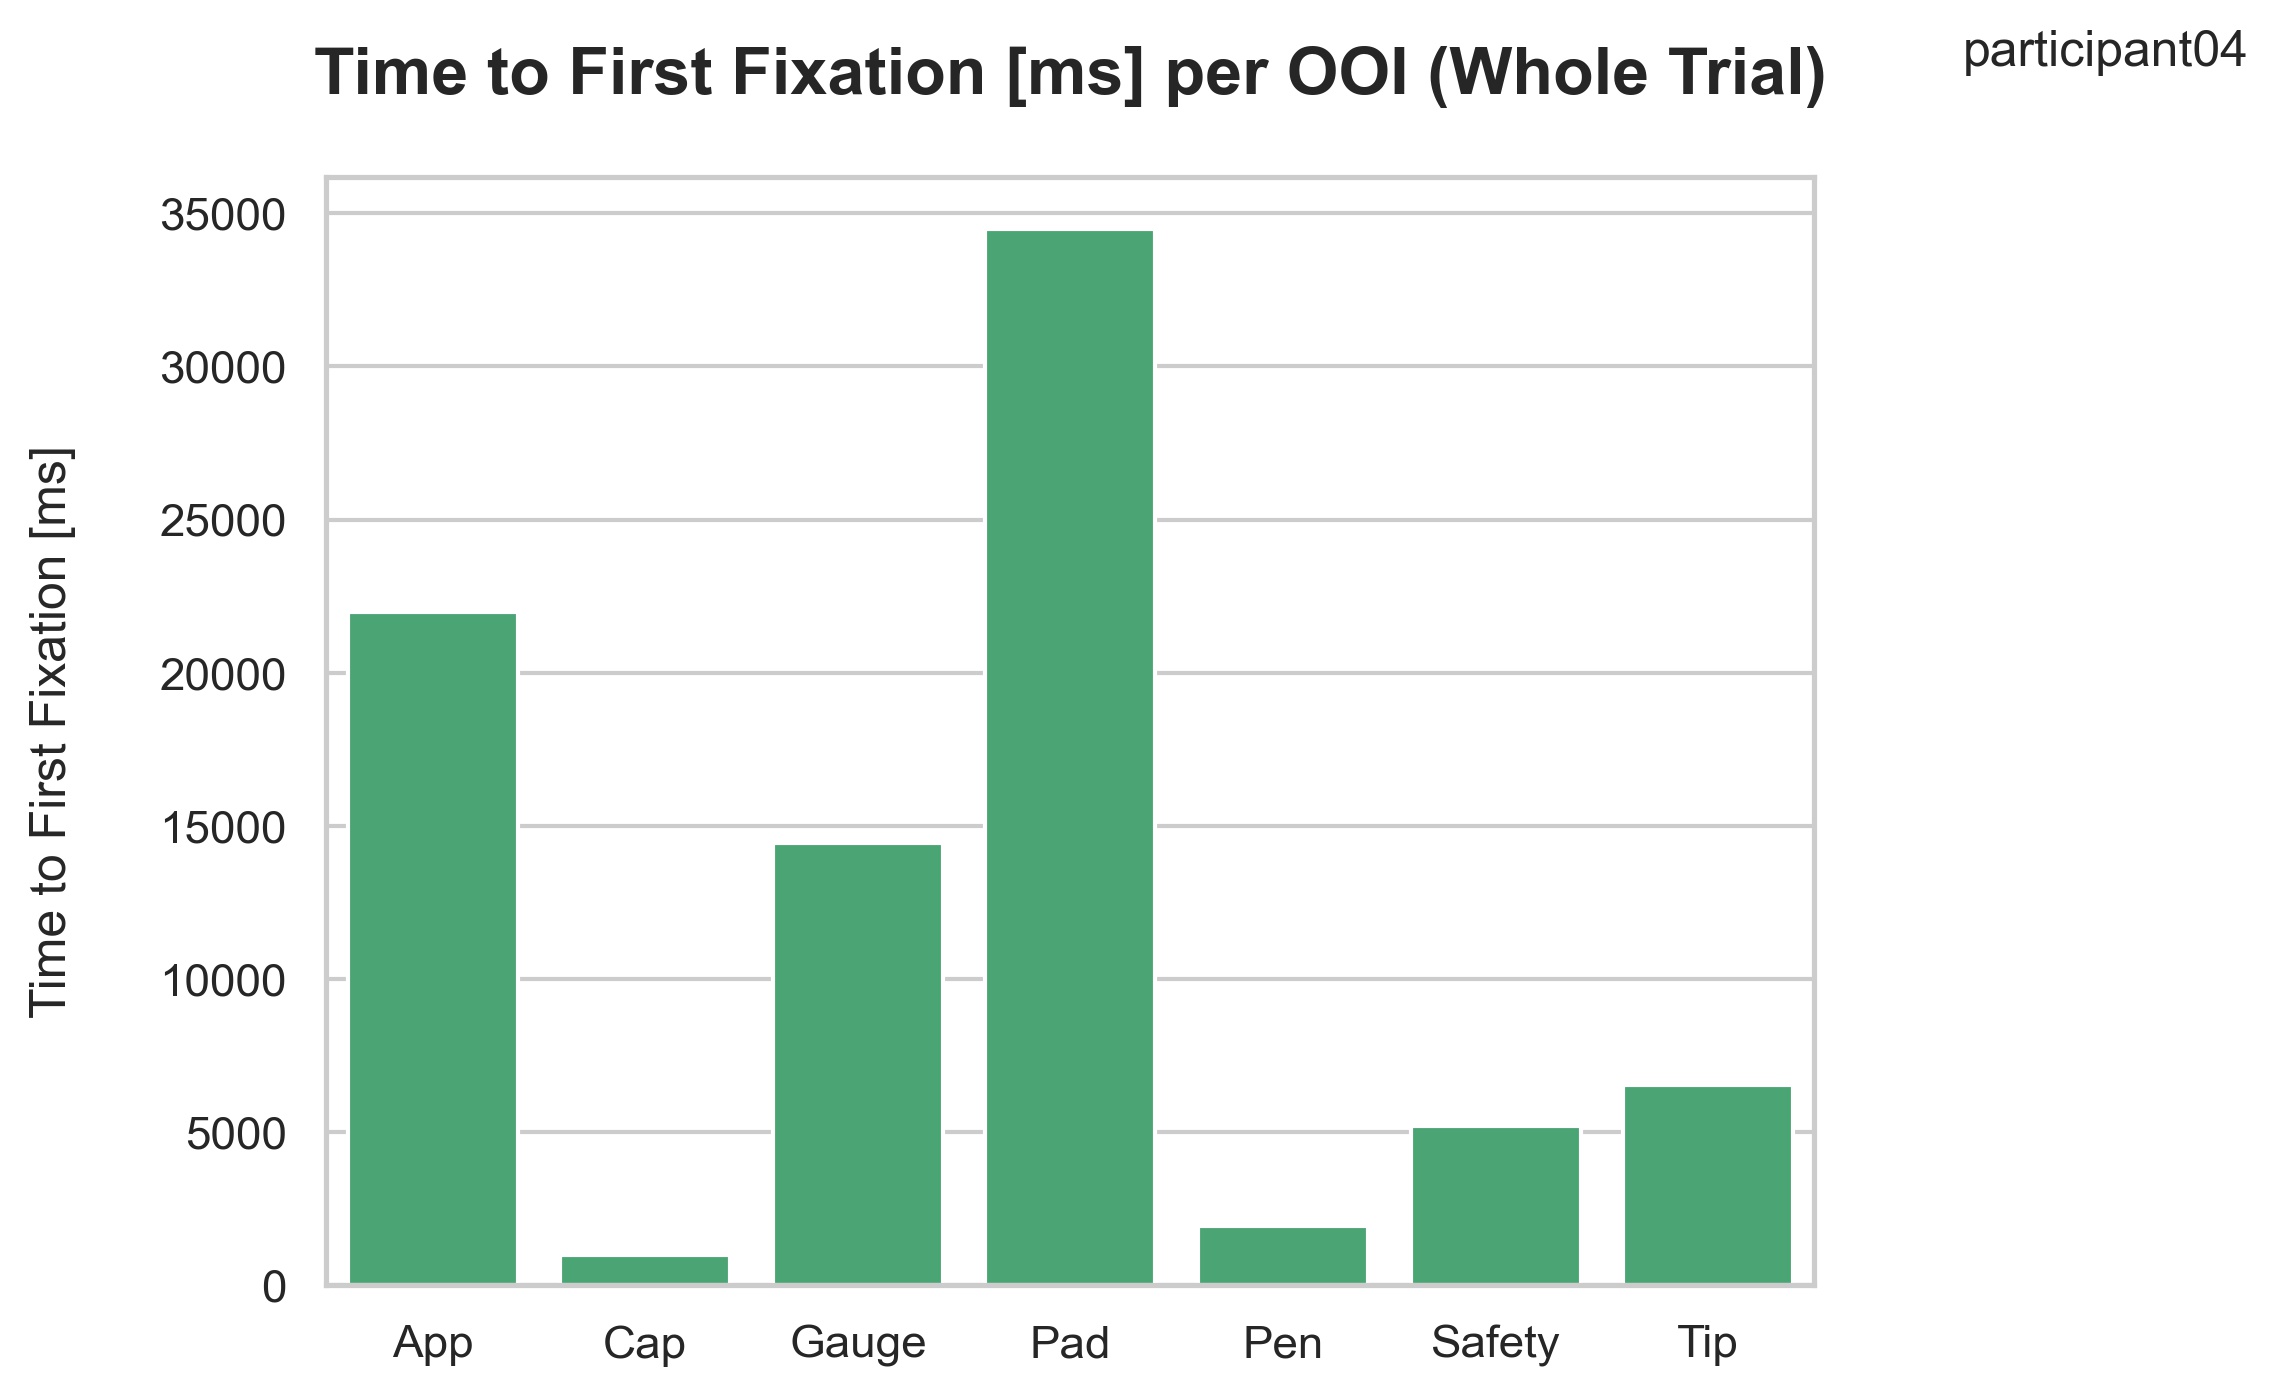 Time to First Fixation [ms] per OOI (Whole Trial)
participant04
Time to First Fixation [ms]
35000
30000
25000
20000
15000
10000
5000
0
App Cap Gauge Pad Pen Safety Tip